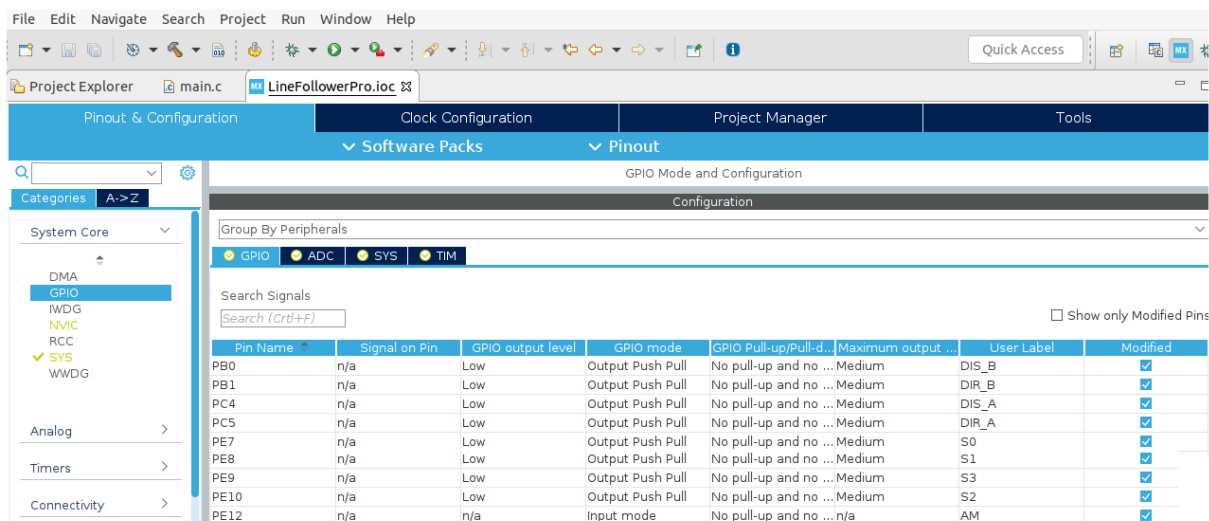 File Edit Navigate Search Project Run Window Help
Quick Access
Project Explorer main.c LineFollowerPro.ioc
Pinout & Configuration Clock Configuration Project Manager Tools
Software Packs Pinout
GPIO Mode and Configuration
Categories A->Z
Configuration
System Core
Group By Peripherals
GPIO ADC SYS TIM
DMA
GPIO
IWDG
NVIC
RCC
SYS
WWDG
Analog
Timers
Connectivity
Search Signals
Search (Crtl+F)
Show only Modified Pins
Pin Name Signal on Pin GPIO output level GPIO mode GPIO Pull-up/Pull-d... Maximum output ... User Label Modified
PB0 n/a Low Output Push Pull No pull-up and no ... Medium DIS_B
PB1 n/a Low Output Push Pull No pull-up and no ... Medium DIR_B
PC4 n/a Low Output Push Pull No pull-up and no ... Medium DIS_A
PC5 n/a Low Output Push Pull No pull-up and no ... Medium DIR_A
PE7 n/a Low Output Push Pull No pull-up and no ... Medium S0
PE8 n/a Low Output Push Pull No pull-up and no ... Medium S1
PE9 n/a Low Output Push Pull No pull-up and no ... Medium S3
PE10 n/a Low Output Push Pull No pull-up and no ... Medium S2
PE12 n/a n/a Input mode No pull-up and no ... n/a AM